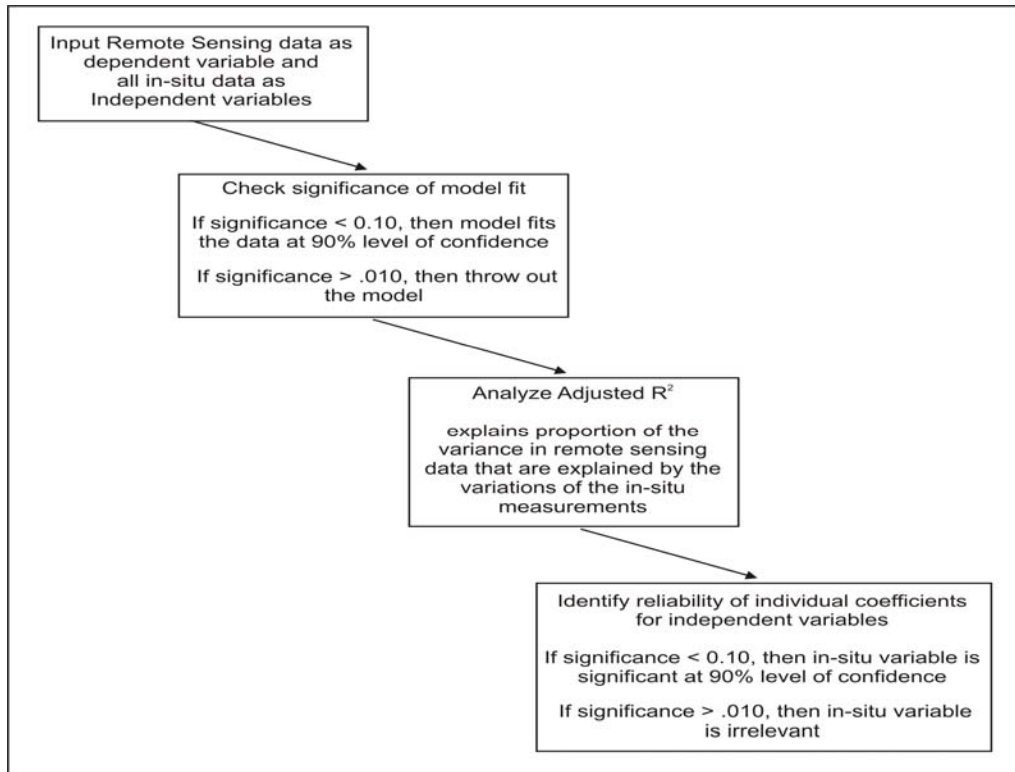 Input Remote Sensing data as
dependent variable and
all in-situ data as
Independent variables
Check significance of model fit
If significance < 0.10, then model fits
the data at 90% level of confidence
If significance > .010, then throw out
the model
Analyze Adjusted R²
explains proportion of the
variance in remote sensing
data that are explained by the
variations of the in-situ
measurements
Identify reliability of individual coefficients
for independent variables
If significance < 0.10, then in-situ variable is
significant at 90% level of confidence
If significance > .010, then in-situ variable
is irrelevant